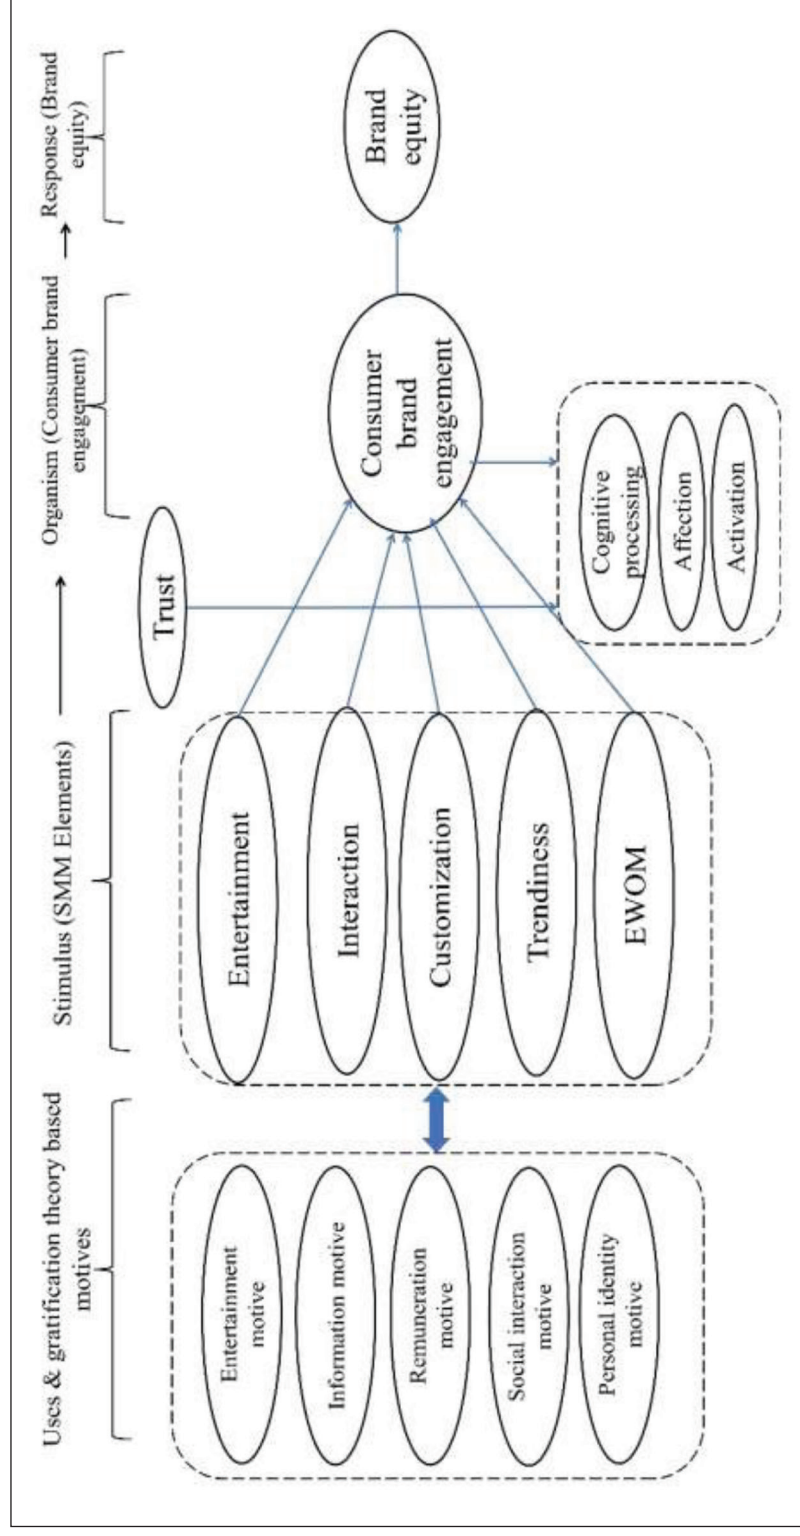 Uses & gratification theory based
motives
Stimulus (SMM Elements)
Organism (Consumer brand
engagement)
Response (Brand
equity)
Entertainment
motive
Information motive
Remuneration
motive
Social interaction
motive
Personal identity
motive
Entertainment
Interaction
Customization
Trendiness
EWOM
Trust
Consumer
brand
engagement
Cognitive
processing
Affection
Activation
Brand
equity